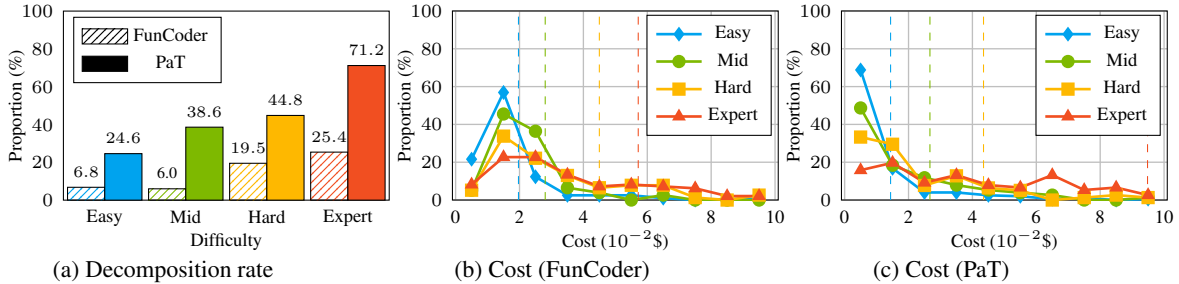 100
80
60
40
20
0
Proportion (%)
FunCoder
PaT
6.8
24.6
6.0
38.6
19.5
44.8
25.4
71.2
Easy Mid Hard Expert
Difficulty
(a) Decomposition rate
100
80
60
40
20
0
Proportion (%)
Easy
Mid
Hard
Expert
0 2 4 6 8 10
Cost (10⁻²$)
(b) Cost (FunCoder)
100
80
60
40
20
0
Proportion (%)
Easy
Mid
Hard
Expert
0 2 4 6 8 10
Cost (10⁻²$)
(c) Cost (PaT)